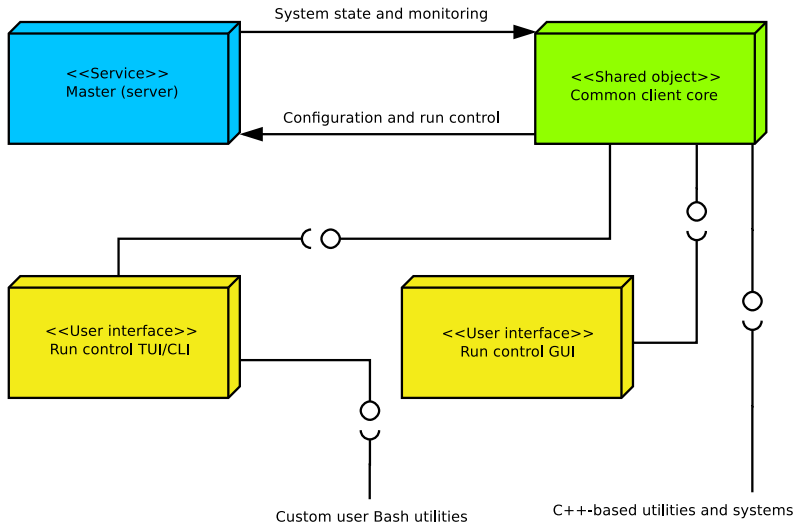 System state and monitoring
<<Service>>
Master (server)
<<Shared object>>
Common client core
Configuration and run control
<<User interface>>
Run control TUI/CLI
<<User interface>>
Run control GUI
Custom user Bash utilities
C++-based utilities and systems